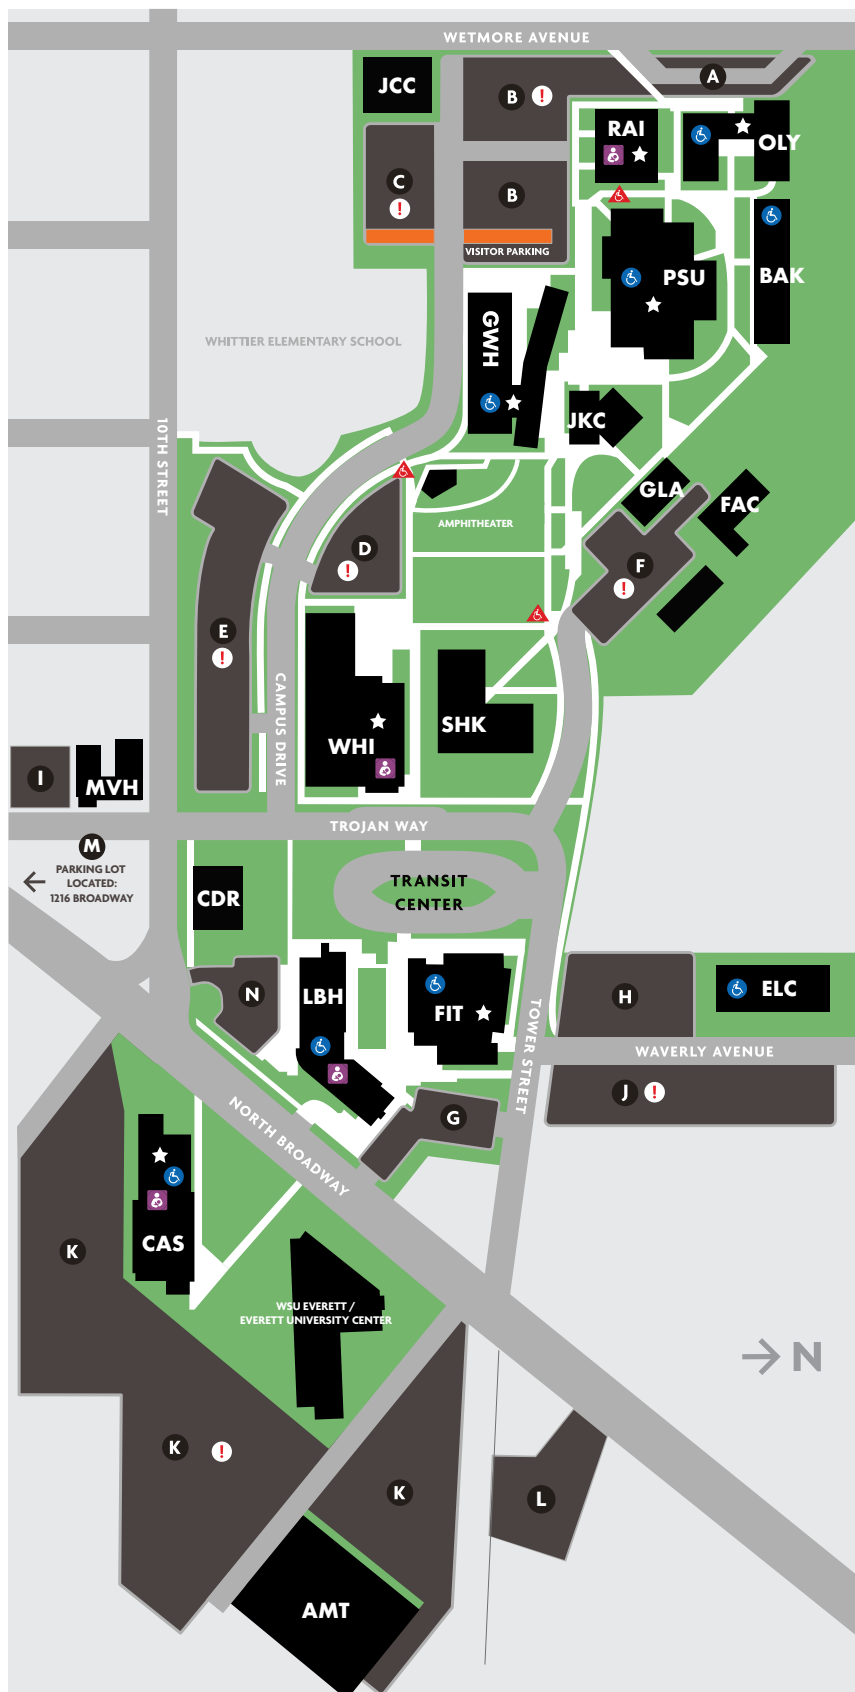 WETMORE AVENUE
A
JCC
B !
RAI
OLY
C
!
B
VISITOR PARKING
PSU
BAK
GWH
WHITTIER ELEMENTARY SCHOOL
JKC
10TH STREET
GLA
FAC
AMPHITHEATER
D
!
F
!
E
!
CAMPUS DRIVE
WHI
SHK
I
MVH
TROJAN WAY
M
PARKING LOT
LOCATED:
1216 BROADWAY
TRANSIT
CENTER
CDR
N
LBH
FIT
H
ELC
TOWER STREET
WAVERLY AVENUE
J !
G
NORTH BROADWAY
CAS
K
WSU EVERETT /
EVERETT UNIVERSITY CENTER
N
K !
K
L
AMT